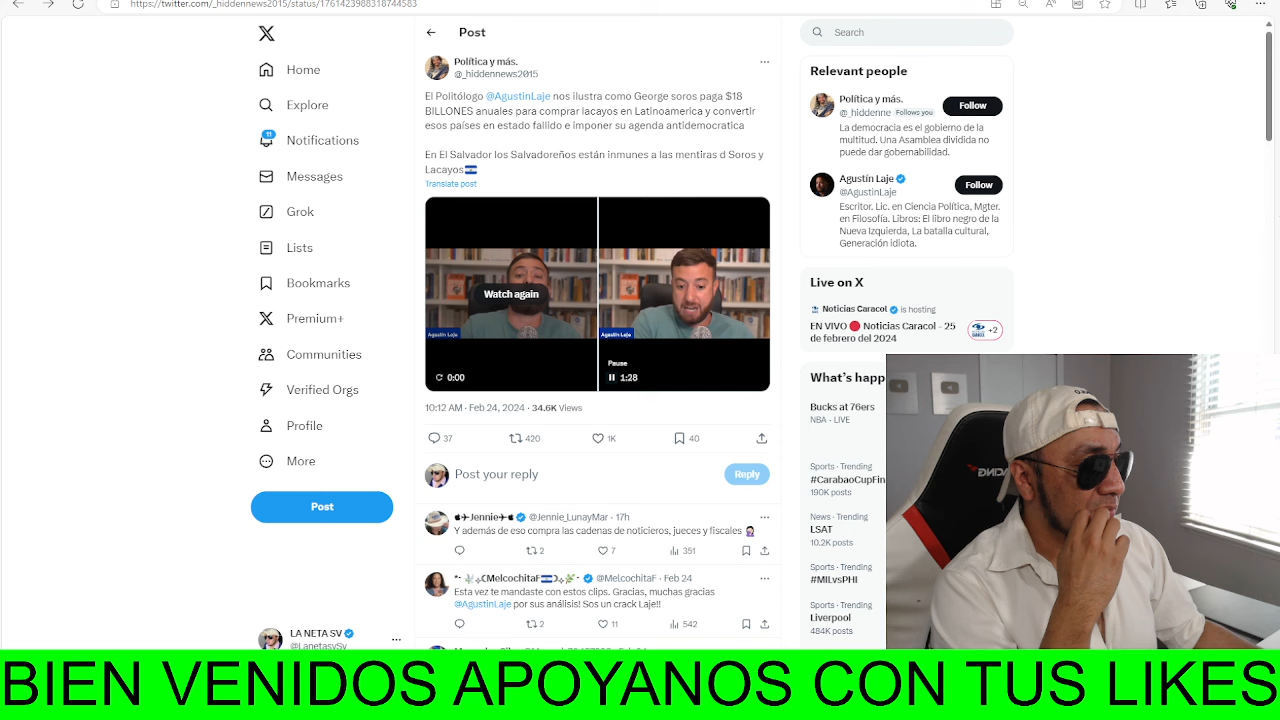 https://twitter.com/_hiddennews2015/status/1761423988318744583
Home
Explore
11
Notifications
Messages
Grok
Lists
Bookmarks
Premium+
Communities
Verified Orgs
Profile
More
Post
LA NETA SV
@LanetasySv
Post
Política y más.
@_hiddennews2015
El Politólogo @AgustinLaje nos ilustra como George soros paga $18
BILLONES anuales para comprar lacayos en Latinoamerica y convertir
esos países en estado fallido e imponer su agenda antidemocratica
En El Salvador los Salvadoreños están inmunes a las mentiras d Soros y
Lacayos
Translate post
Watch again
Agustín Laje
Agustín Laje
0:00
Pause
1:28
10:12 AM · Feb 24, 2024 · 34.6K Views
37 420 1K 40
Post your reply
Reply
Jennie @Jennie_LunayMar · 17h
Y además de eso compra las cadenas de noticieros, jueces y fiscales
2 7 351
MelcochitaF @MelcochitaF · Feb 24
Esta vez te mandaste con estos clips. Gracias, muchas gracias
@AgustinLaje por sus análisis! Sos un crack Laje!!
2 11 542
Search
Relevant people
Política y más.
@_hiddenne Follows you
Follow
La democracia es el gobierno de la
multitud. Una Asamblea dividida no
puede dar gobernabilidad.
Agustín Laje
@AgustinLaje
Follow
Escritor. Lic. en Ciencia Política, Mgter.
en Filosofía. Libros: El libro negro de la
Nueva Izquierda, La batalla cultural,
Generación idiota.
Live on X
Noticias Caracol is hosting
EN VIVO Noticias Caracol - 25
de febrero del 2024
+2
What's happ
Bucks at 76ers
NBA · LIVE
Sports · Trending
#CarabaoCupFin
190K posts
News · Trending
LSAT
10.2K posts
Sports · Trending
#MILvsPHI
Sports · Trending
Liverpool
484K posts
BIEN VENIDOS APOYANOS CON TUS LIKES